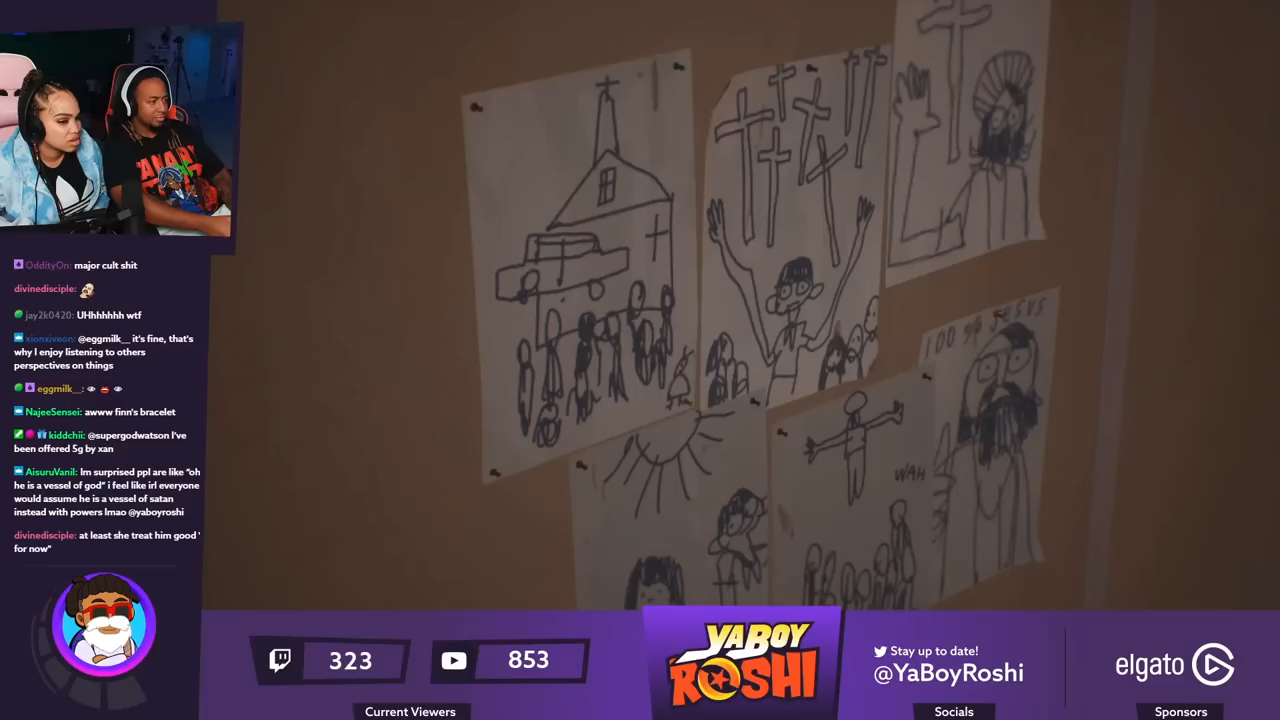 OddityOn: major cult shit
divinedisciple:
jay2k0420: UHhhhhhh wtf
xionxiveon: @eggmilk__ it's fine, that's
why I enjoy listening to others
perspectives on things
eggmilk__:
NajeeSensei: awww finn's bracelet
kiddchii: @supergodwatson I've
been offered 5g by xan
AisuruVanil: Im surprised ppl are like "oh
he is a vessel of god" i feel like irl everyone
would assume he is a vessel of satan
instead with powers lmao @yaboyroshi
divinedisciple: at least she treat him good '
for now"
100 % JESUS
WAH
323
853
Current Viewers
YABOY
ROSHI
Stay up to date!
@YaBoyRoshi
Socials
elgato
Sponsors